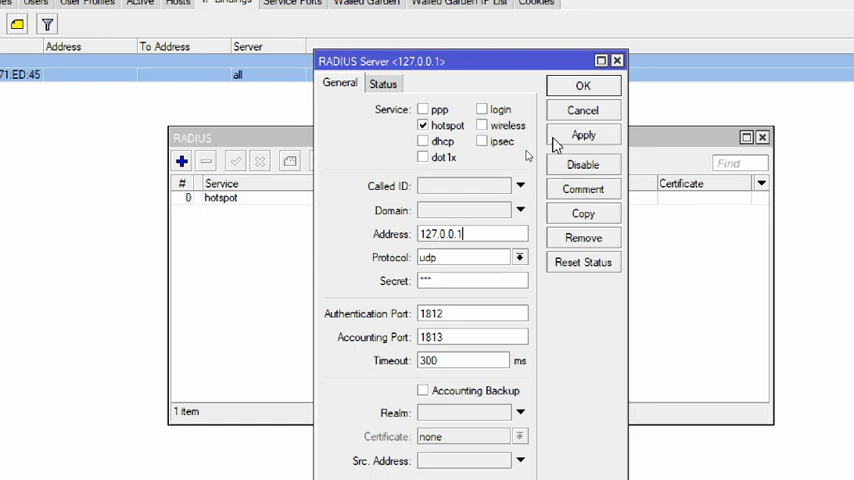 Users User Profiles Active Hosts IP Bindings Service Ports Walled Garden Walled Garden IP List Cookies
Address To Address Server
71:ED:45 all
RADIUS Server <127.0.0.1>
General Status
OK
Cancel
Apply
Disable
Comment
Copy
Remove
Reset Status
Service: ppp login
hotspot wireless
dhcp ipsec
dot1x
Called ID:
Domain:
Address: 127.0.0.1
Protocol: udp
Secret: ***
Authentication Port: 1812
Accounting Port: 1813
Timeout: 300 ms
Accounting Backup
Realm:
Certificate: none
Src. Address:
RADIUS
Find
# Service Certificate
0 hotspot
1 item